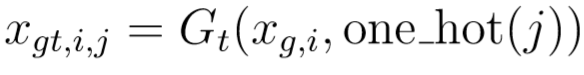 x_{gt,i,j} = G_t(x_{g,i}, one_hot(j))